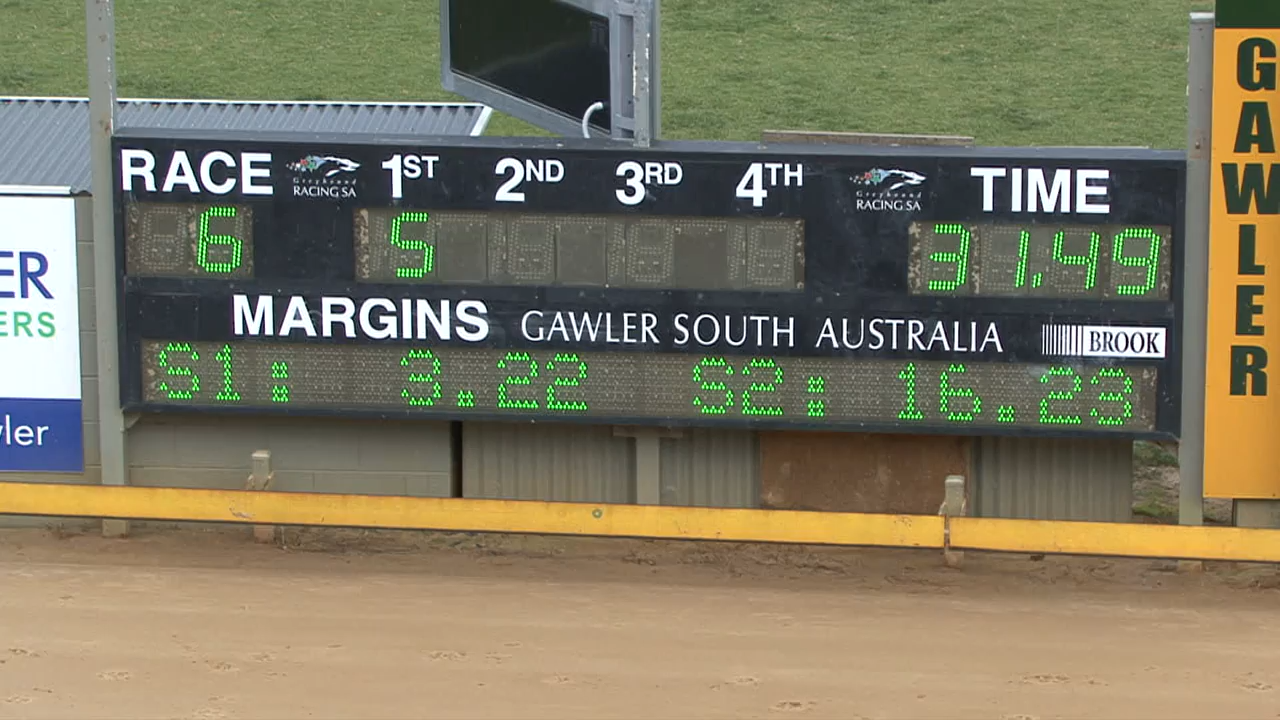 RACE 1ST 2ND 3RD 4TH TIME
Greyhound RACING SA
Greyhound RACING SA
6 5 31.49
MARGINS GAWLER SOUTH AUSTRALIA BROOK
S1: 3.22 S2: 16.23
ER
ERS
ler
GAWLER